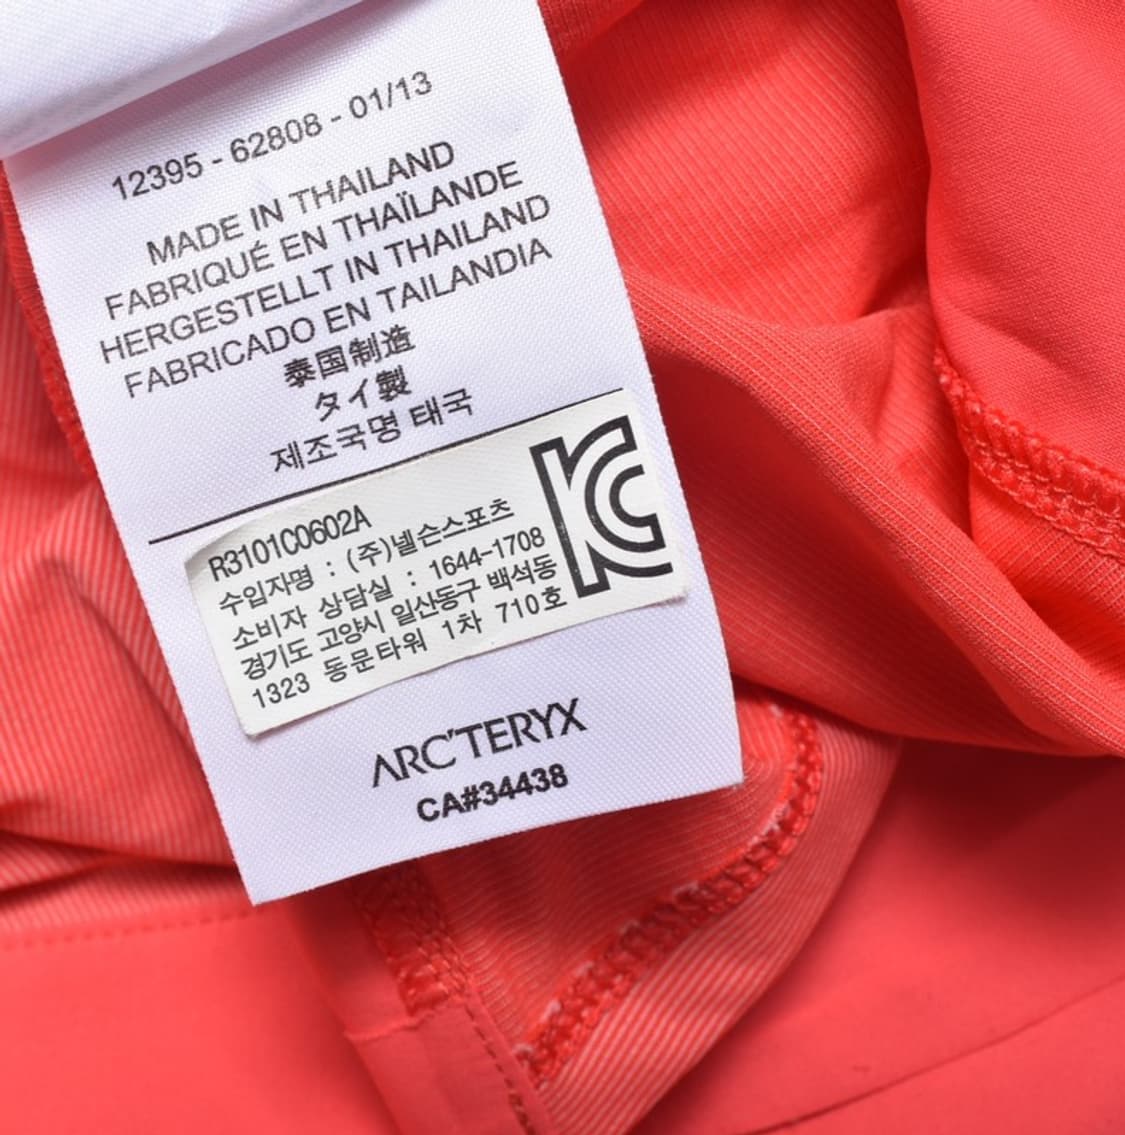 12395 - 62808 - 01/13
MADE IN THAILAND
FABRIQUÉ EN THAÏLANDE
HERGESTELLT IN THAILAND
FABRICADO EN TAILANDIA
泰国制造
タイ製
제조국명 태국
R3101C0602A
수입자명 : (주)넬슨스포츠
소비자 상담실 : 1644-1708
경기도 고양시 일산동구 백석동
1323 동문타워 1차 710호
KC
ARC'TERYX
CA#34438